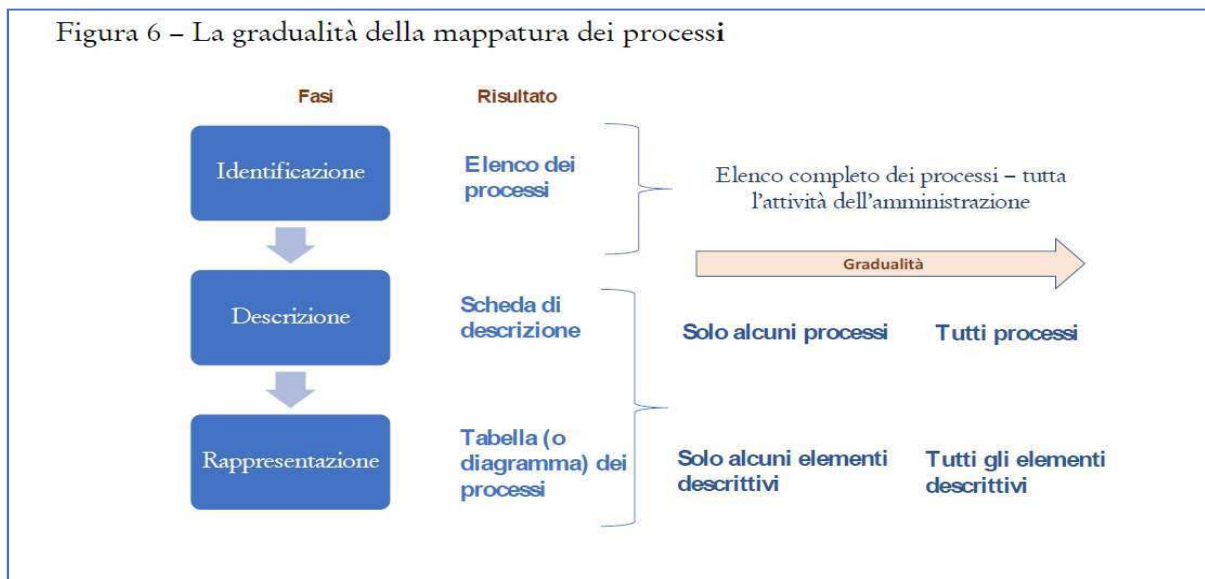 Figura 6 – La gradualità della mappatura dei processi
Fasi
Risultato
Identificazione
Elenco dei
processi
Elenco completo dei processi – tutta
l'attività dell'amministrazione
Gradualità
Descrizione
Scheda di
descrizione
Solo alcuni processi
Tutti processi
Rappresentazione
Tabella (o
diagramma) dei
processi
Solo alcuni elementi
descrittivi
Tutti gli elementi
descrittivi